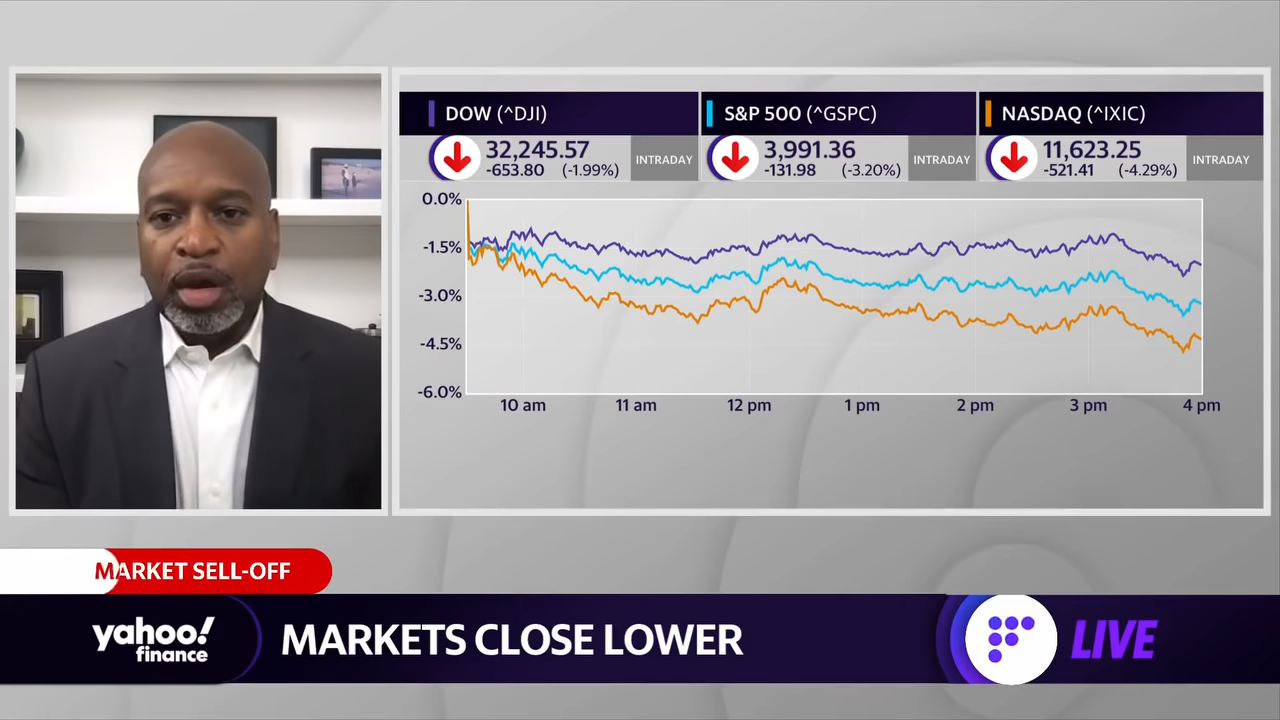 DOW (^DJI)
32,245.57
-653.80 (-1.99%)
INTRADAY
S&P 500 (^GSPC)
3,991.36
-131.98 (-3.20%)
INTRADAY
NASDAQ (^IXIC)
11,623.25
-521.41 (-4.29%)
INTRADAY
0.0%
-1.5%
-3.0%
-4.5%
-6.0%
10 am 11 am 12 pm 1 pm 2 pm 3 pm 4 pm
MARKET SELL-OFF
yahoo!
finance
MARKETS CLOSE LOWER
LIVE